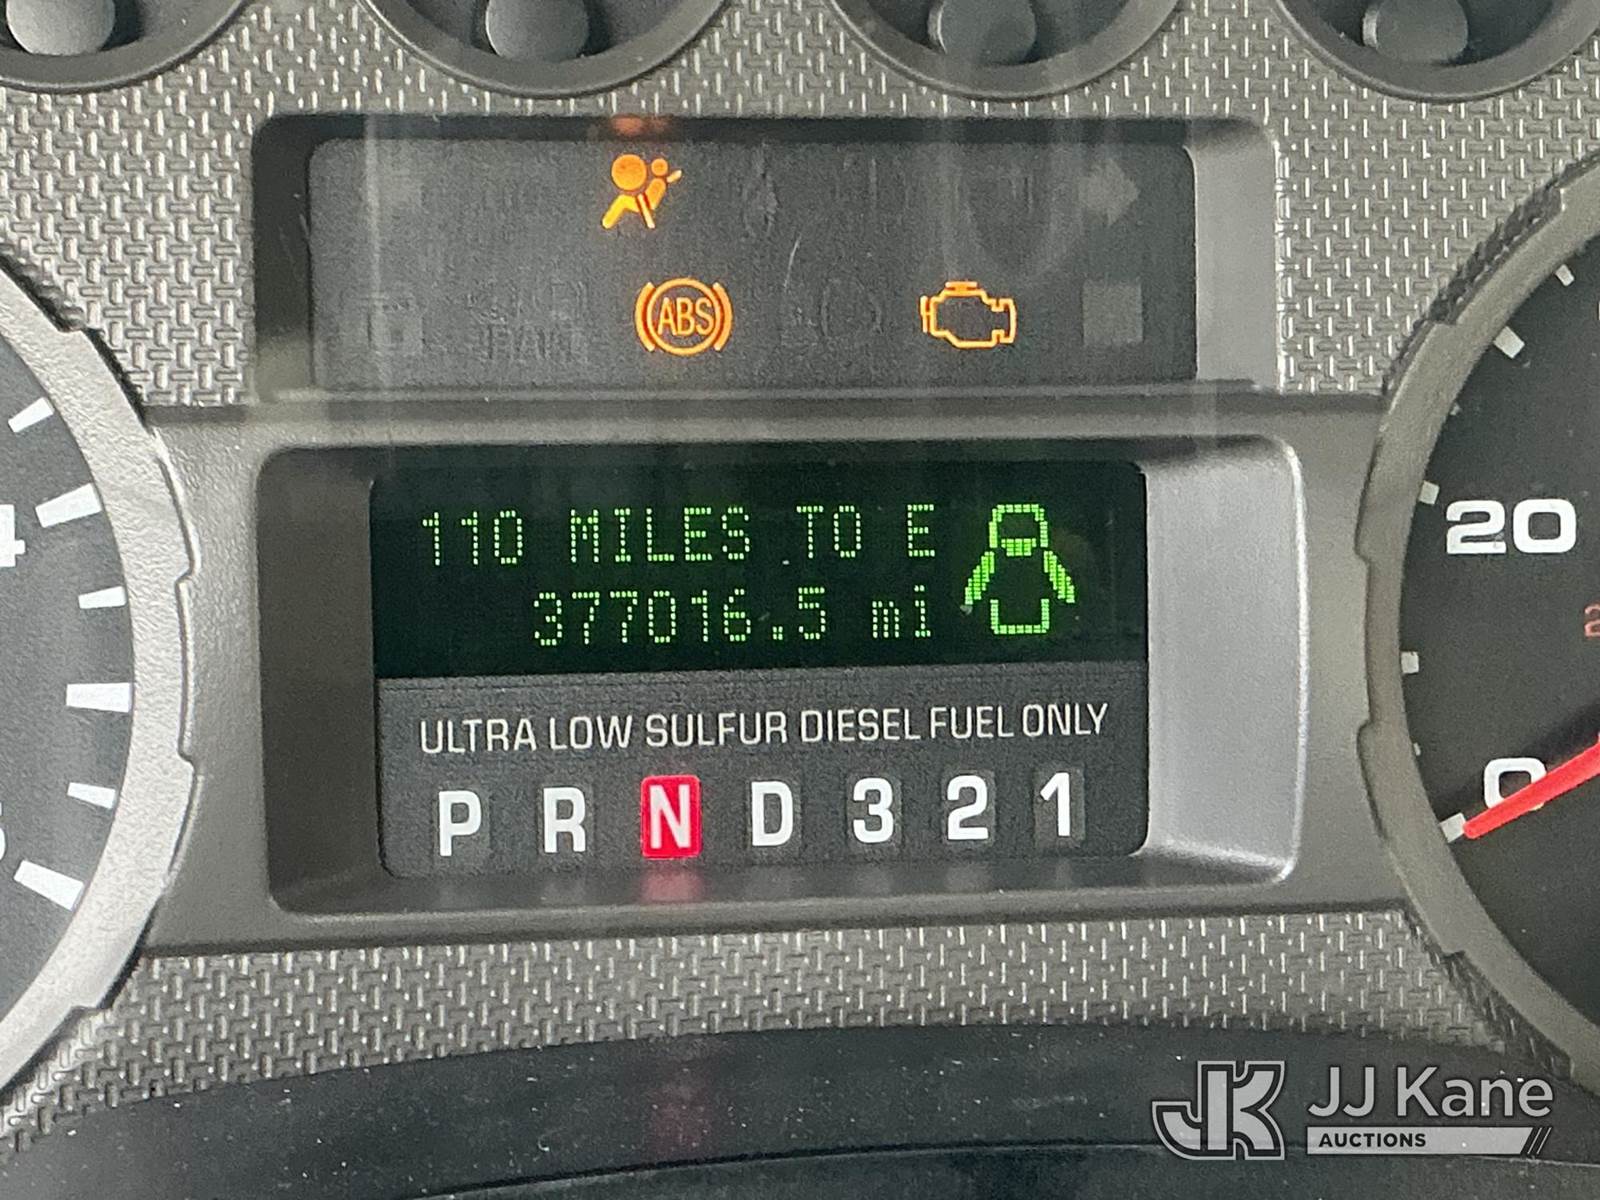 ABS
110 MILES TO E
377016.5 mi
ULTRA LOW SULFUR DIESEL FUEL ONLY
P R N D 3 2 1
20
0
JK JJ Kane
AUCTIONS